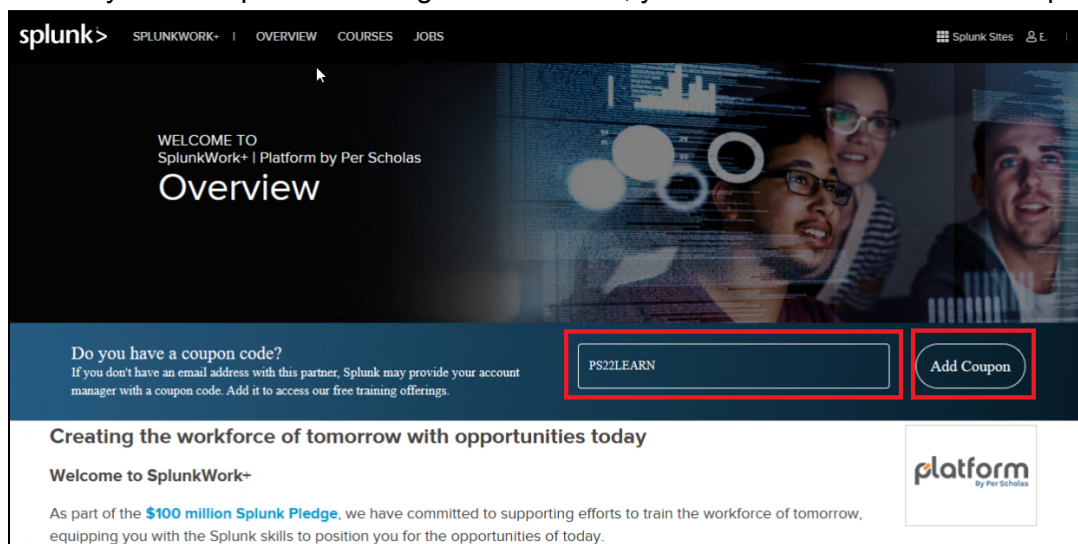 splunk> SPLUNKWORK+ | OVERVIEW COURSES JOBS Splunk Sites E. |
WELCOME TO
SplunkWork+ | Platform by Per Scholas
Overview
Do you have a coupon code?
If you don't have an email address with this partner, Splunk may provide your account
manager with a coupon code. Add it to access our free training offerings.
PS22LEARN
Add Coupon
Creating the workforce of tomorrow with opportunities today
Welcome to SplunkWork+
As part of the $100 million Splunk Pledge, we have committed to supporting efforts to train the workforce of tomorrow,
equipping you with the Splunk skills to position you for the opportunities of today.
platform
By Per Scholas